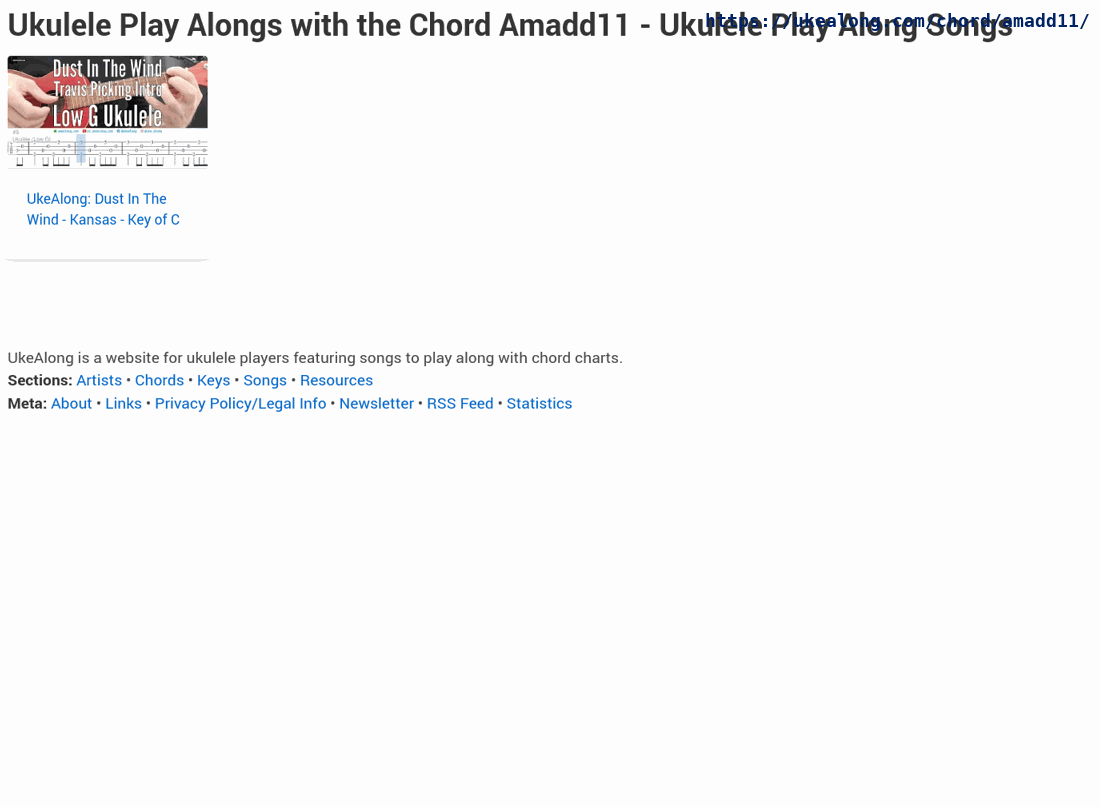 Ukulele Play Alongs with the Chord Amadd11 - Ukulele Play Along Songs
https://ukealong.com/chord/amadd11/
Dust In The Wind
Travis Picking Intro
Low G Ukulele
UkeAlong: Dust In The
Wind - Kansas - Key of C
UkeAlong is a website for ukulele players featuring songs to play along with chord charts.
Sections: Artists • Chords • Keys • Songs • Resources
Meta: About • Links • Privacy Policy/Legal Info • Newsletter • RSS Feed • Statistics